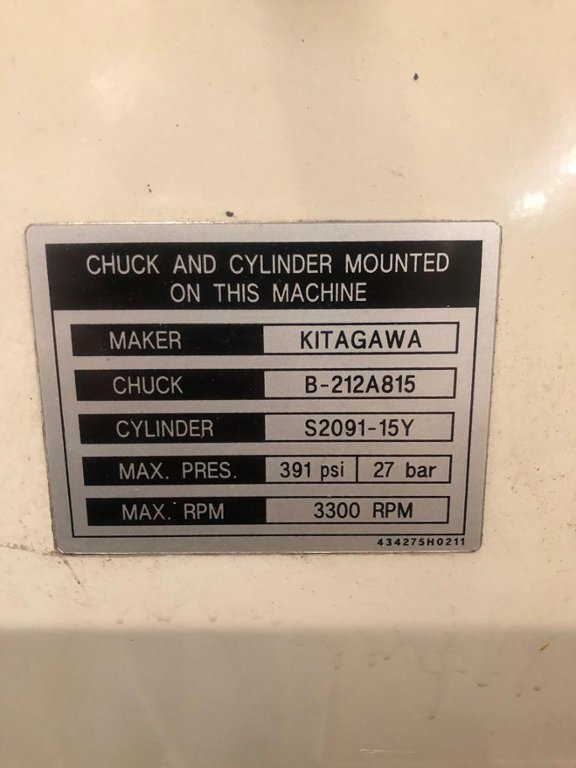 CHUCK AND CYLINDER MOUNTED
ON THIS MACHINE
MAKER KITAGAWA
CHUCK B-212A815
CYLINDER S2091-15Y
MAX. PRES. 391 psi 27 bar
MAX. RPM 3300 RPM
434275H0211